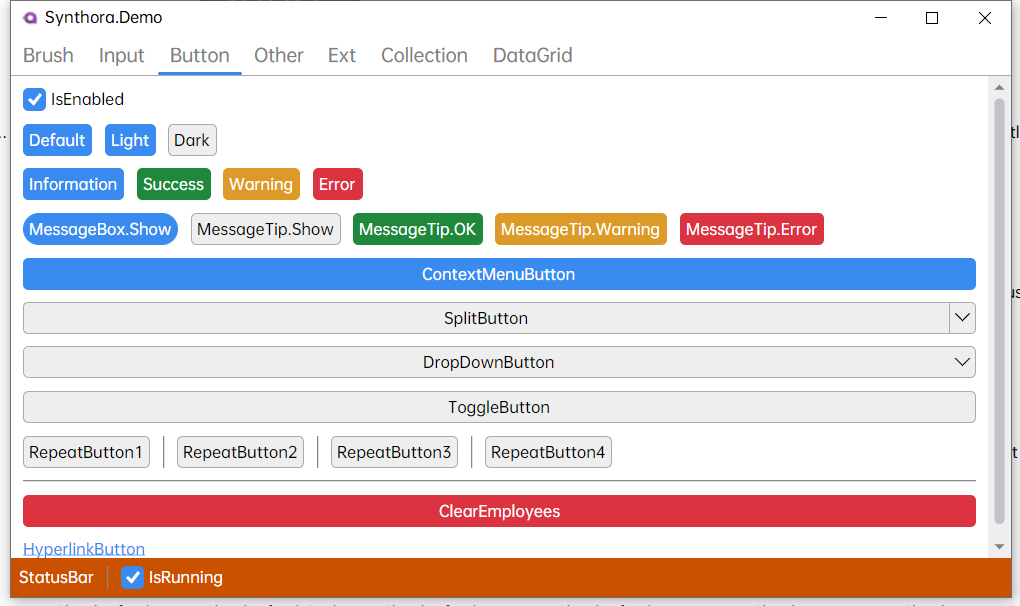 Synthora.Demo
Brush Input Button Other Ext Collection DataGrid
IsEnabled
Default Light Dark
Information Success Warning Error
MessageBox.Show MessageTip.Show MessageTip.OK MessageTip.Warning MessageTip.Error
ContextMenuButton
SplitButton
DropDownButton
ToggleButton
RepeatButton1 RepeatButton2 RepeatButton3 RepeatButton4
ClearEmployees
HyperlinkButton
StatusBar IsRunning